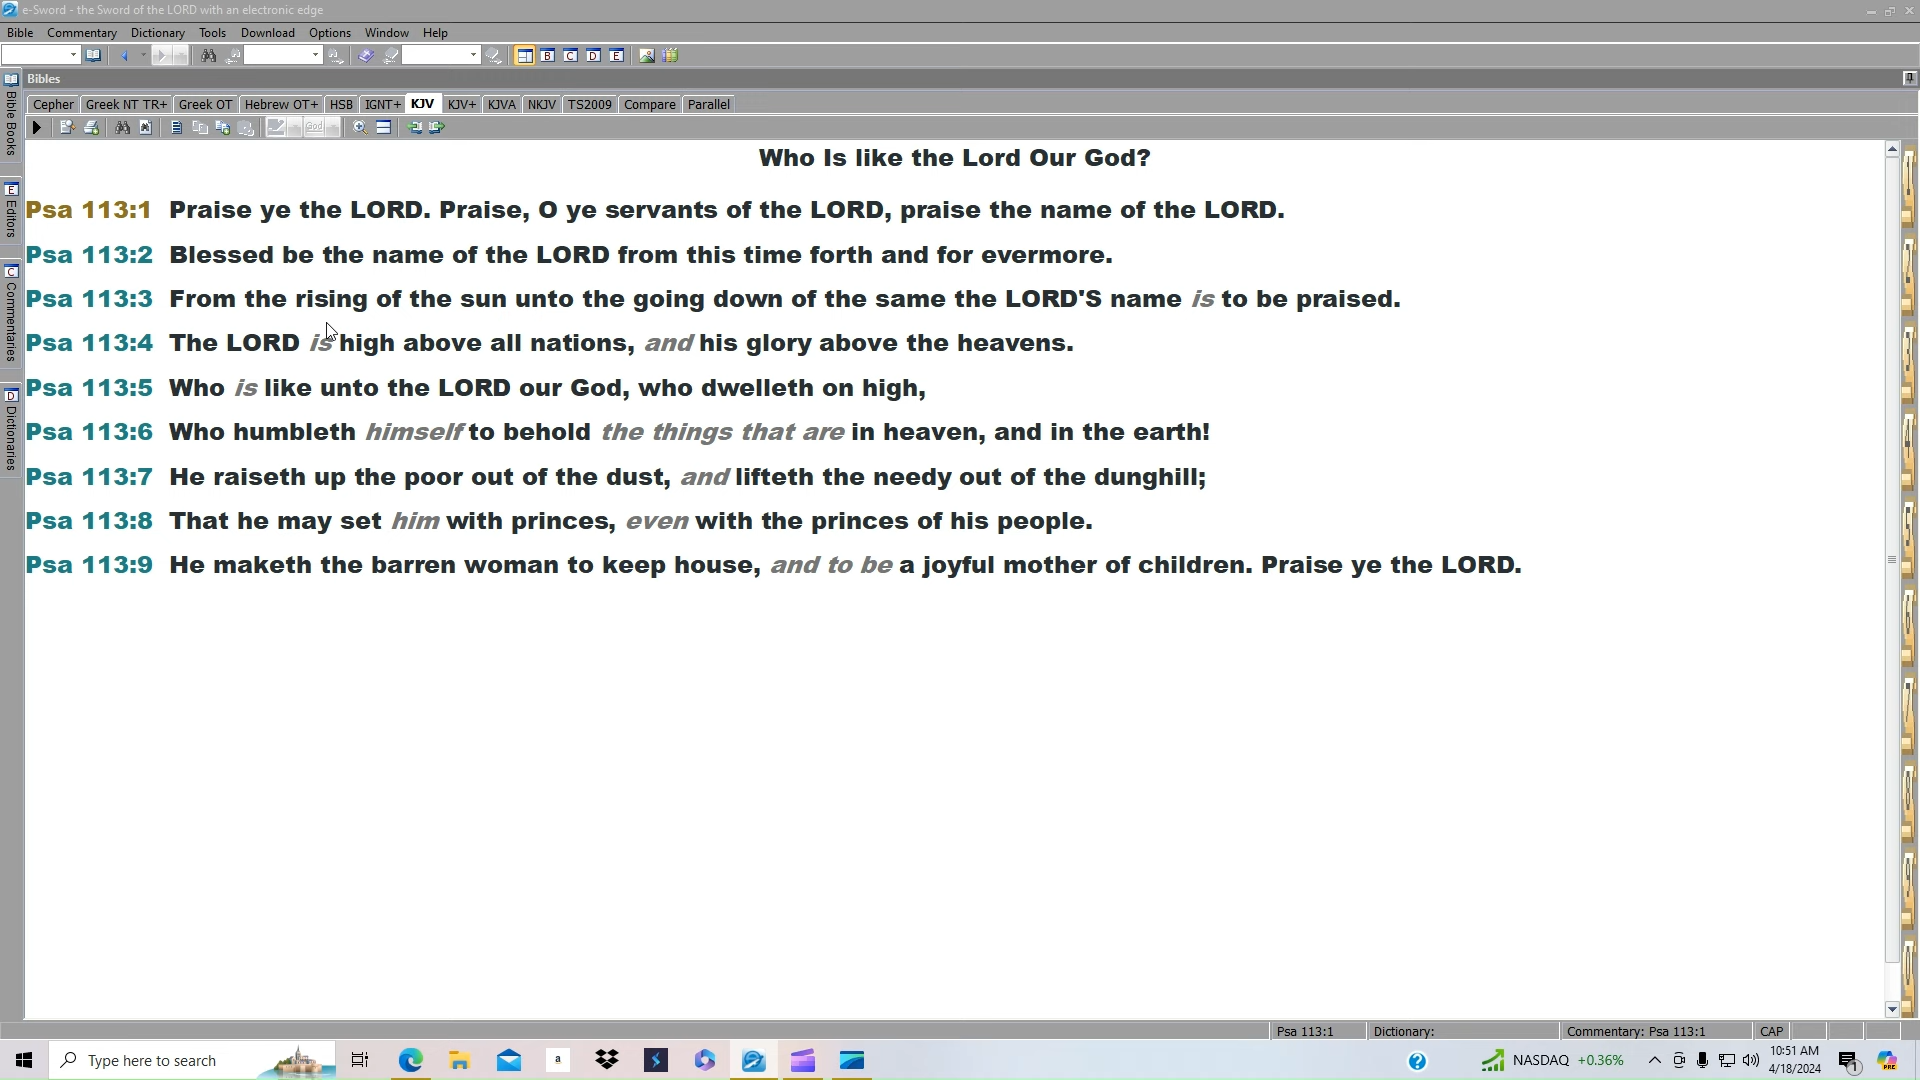 e-Sword - the Sword of the LORD with an electronic edge
Bible Commentary Dictionary Tools Download Options Window Help
B C D E
Bibles
Cepher Greek NT TR+ Greek OT Hebrew OT+ HSB IGNT+ KJV KJV+ KJVA NKJV TS2009 Compare Parallel
Bible Books
E Editors
C Commentaries
D Dictionaries
Who Is like the Lord Our God?
Psa 113:1 Praise ye the LORD. Praise, O ye servants of the LORD, praise the name of the LORD.
Psa 113:2 Blessed be the name of the LORD from this time forth and for evermore.
Psa 113:3 From the rising of the sun unto the going down of the same the LORD'S name is to be praised.
Psa 113:4 The LORD is high above all nations, and his glory above the heavens.
Psa 113:5 Who is like unto the LORD our God, who dwelleth on high,
Psa 113:6 Who humbleth himself to behold the things that are in heaven, and in the earth!
Psa 113:7 He raiseth up the poor out of the dust, and lifteth the needy out of the dunghill;
Psa 113:8 That he may set him with princes, even with the princes of his people.
Psa 113:9 He maketh the barren woman to keep house, and to be a joyful mother of children. Praise ye the LORD.
Psa 113:1 Dictionary: Commentary: Psa 113:1 CAP
Type here to search
a
NASDAQ +0.36%
10:51 AM
4/18/2024
1
PRE